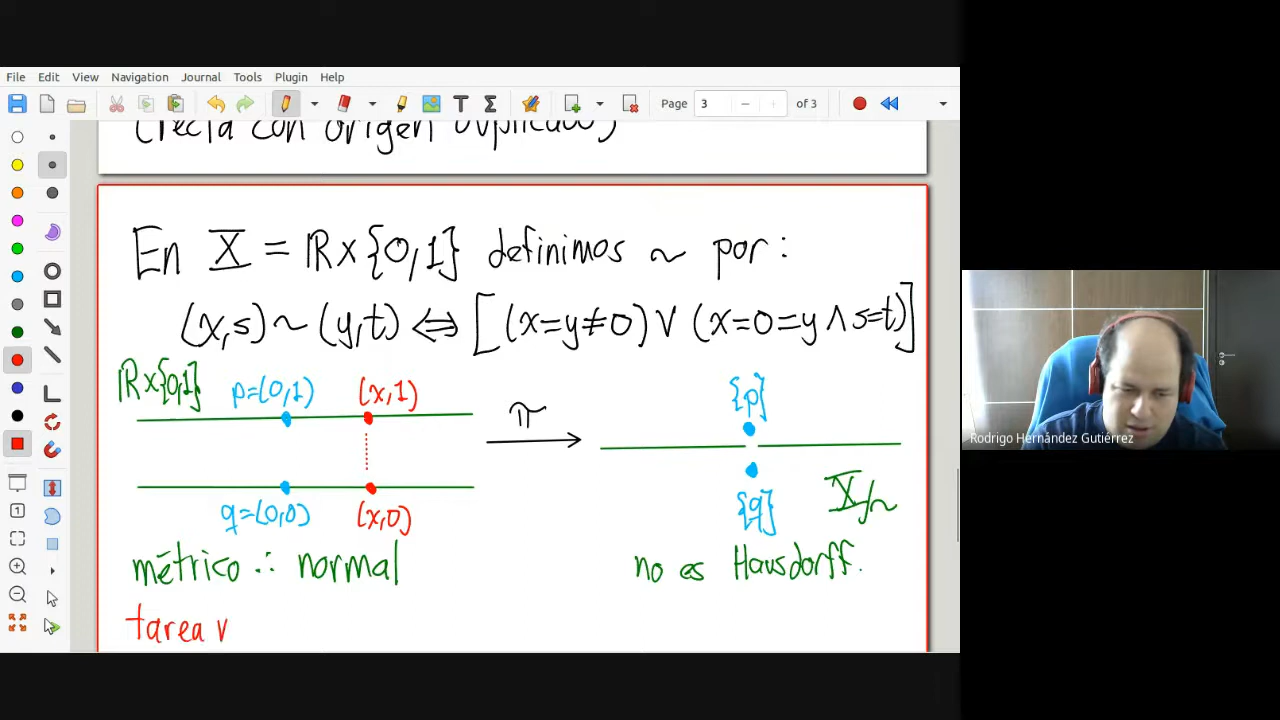 File Edit View Navigation Journal Tools Plugin Help
Page 3 of 3
(recta con origen duplicado)
En X = ℝ×{0,1} definimos ~ por:
(x,s)~(y,t) ⇔ [(x=y≠0) ∨ (x=0=y ∧ s=t)]
ℝ×{0,1} p=(0,1) (x,1) π {p}
q=(0,0) (x,0) {q} X/~
métrico ∴ normal no es Hausdorff.
tarea v
Rodrigo Hernández Gutiérrez